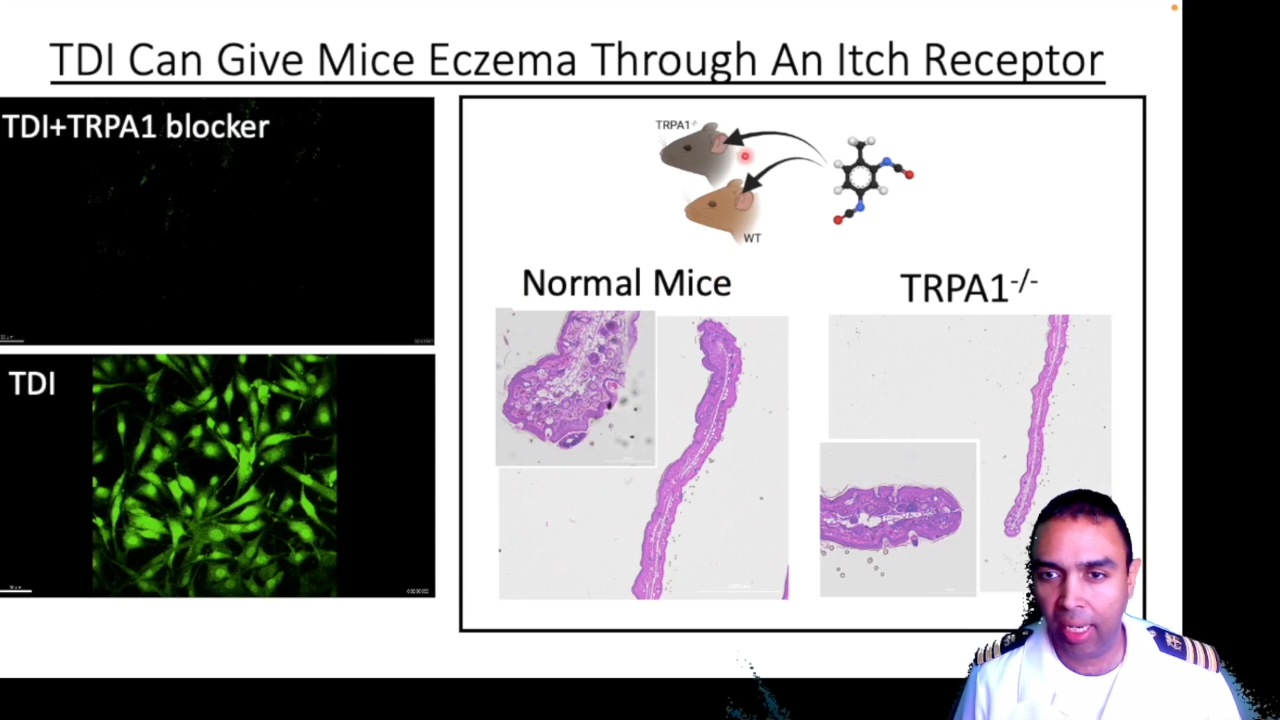 TDI Can Give Mice Eczema Through An Itch Receptor
TDI+TRPA1 blocker
TDI
TRPA1-/-
WT
Normal Mice
TRPA1-/-